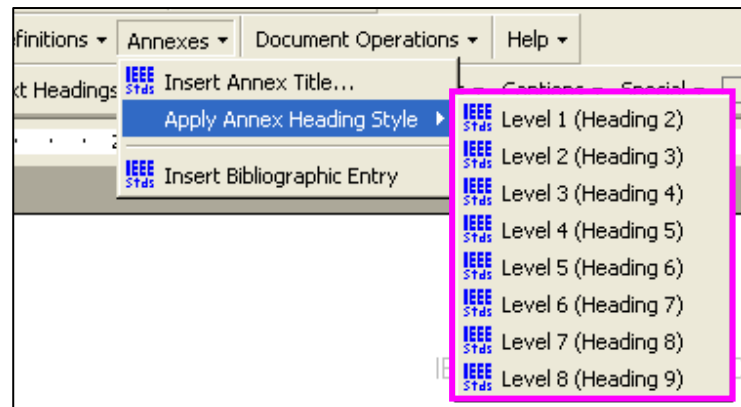 finitions Annexes Document Operations Help
xt Headings
IEEE Stds Insert Annex Title...
Apply Annex Heading Style
IEEE Stds Insert Bibliographic Entry
IEEE Stds Level 1 (Heading 2)
IEEE Stds Level 2 (Heading 3)
IEEE Stds Level 3 (Heading 4)
IEEE Stds Level 4 (Heading 5)
IEEE Stds Level 5 (Heading 6)
IEEE Stds Level 6 (Heading 7)
IEEE Stds Level 7 (Heading 8)
IEEE Stds Level 8 (Heading 9)